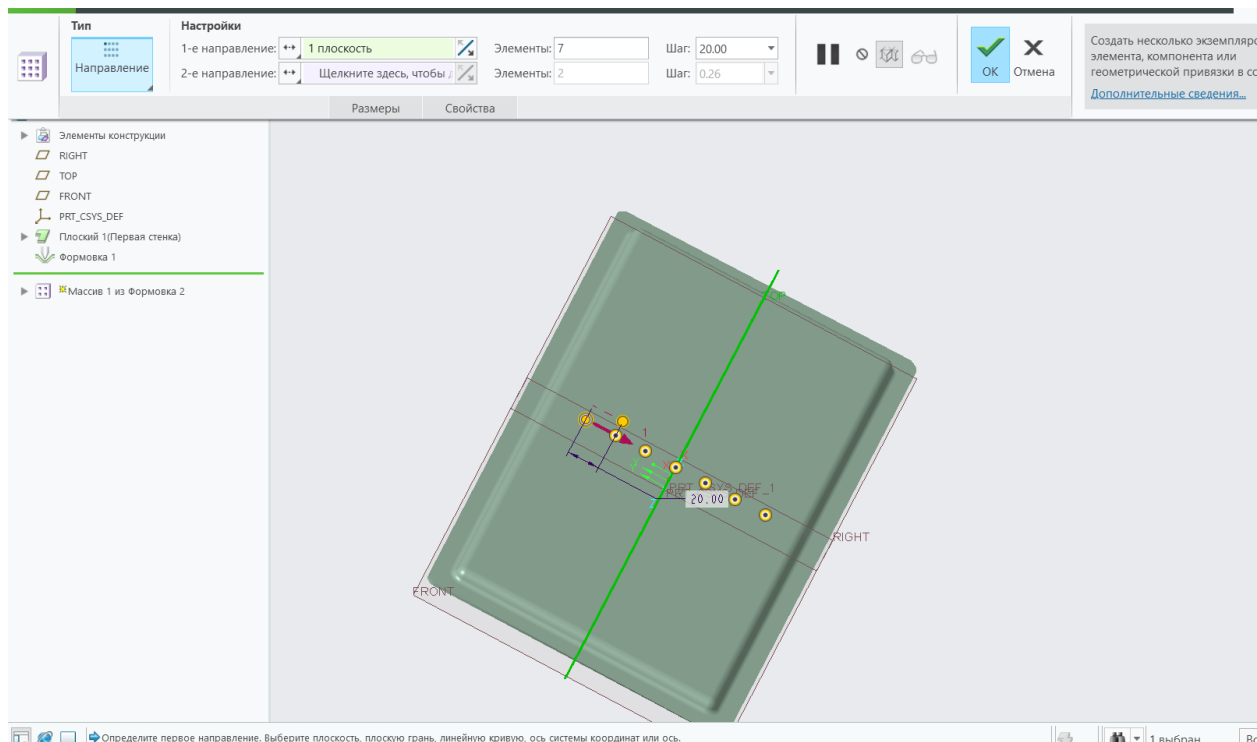 Тип
Настройки
1-е направление: 1 плоскость Элементы: 7 Шаг: 20.00
2-е направление: Щелкните здесь, чтобы Элементы: 2 Шаг: 0.26
Направление
Размеры Свойства
ОК Отмена
Создать несколько экземпляро
элемента, компонента или
геометрической привязки в со
Дополнительные сведения...
Элементы конструкции
RIGHT
TOP
FRONT
PRT_CSYS_DEF
Плоский 1(Первая стенка)
Формовка 1
Массив 1 из Формовка 2
TOP
1
20.00
RIGHT
FRONT
Определите первое направление. Выберите плоскость, плоскую грань, линейную кривую, ось системы координат или ось.
1 выбран